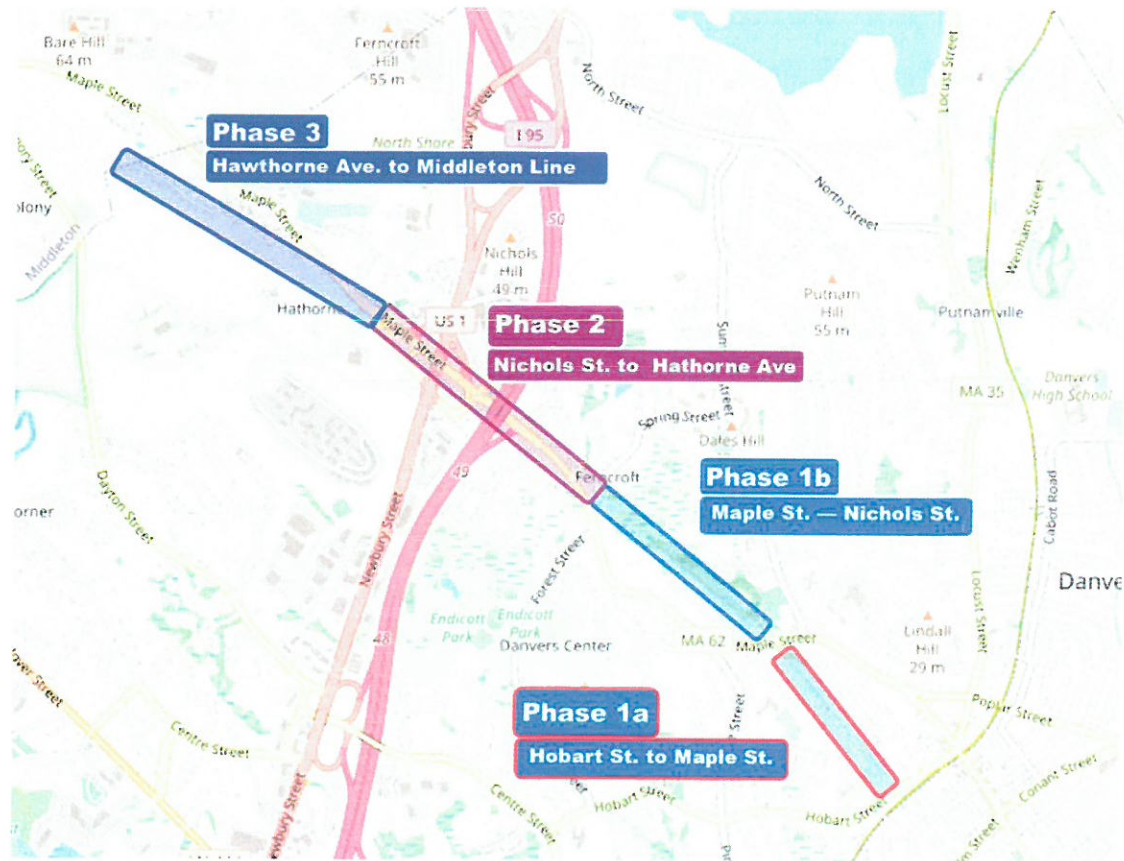 Bare Hill
64 m
Ferncroft
Hill
55 m
Maple Street
North Street
Locust Street
Phase 3
North Shore
I 95
Hawthorne Ave. to Middleton Line
Maple Street
50
North Street
Wenham Street
Middleton
Nichols
Hill
49 m
Putnam
Hill
55 m
Putnamville
Hathorne
US 1
Maple Street
Phase 2
Nichols St. to Hathorne Ave
MA 35
Danvers
High School
Spring Street
Dales Hill
49
Ferncroft
Phase 1b
Maple St. — Nichols St.
Dayton Street
Newbury Street
Forest Street
Cabot Road
Locust Street
Endicott
Park
Endicott
Park
48
Danvers Center
MA 62
Maple Street
Lindall
Hill
29 m
Phase 1a
Hobart St. to Maple St.
Poplar Street
Centre Street
Centre Street
Hobart Street
Hobart Street
Conant Street